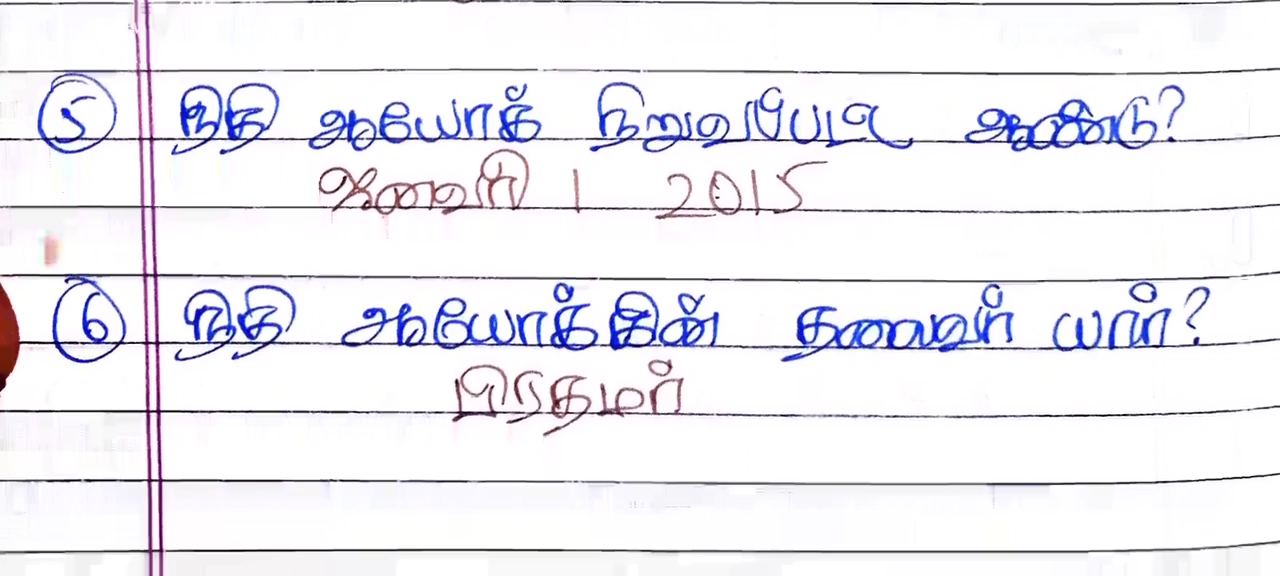 5 நிதி ஆயோக் நிறுவப்பட்ட ஆண்டு?
ஜனவரி 1 2015
6 நிதி ஆயோக்கின் தலைவர் யார்?
பிரதமர்